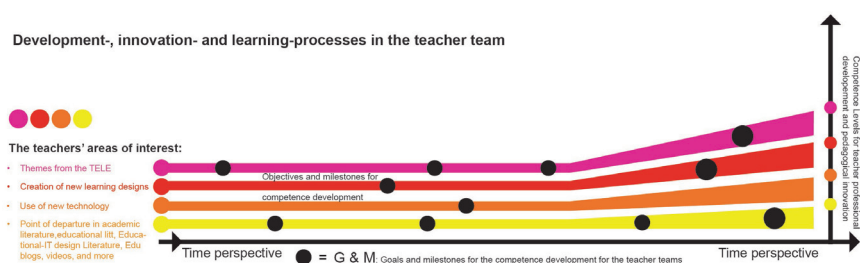 Development-, innovation- and learning-processes in the teacher team
The teachers' areas of interest:
• Themes from the TELE
• Creation of new learning designs
• Use of new technology
• Point of departure in academic
literature,educational litt, Educa-
tional-IT design Literature, Edu
blogs, videos, and more
Objectives and milestones for
competence development
Time perspective
= G & M: Goals and milestones for the competence development for the teacher teams
Time perspective
Competence Levels for teacher professional
developement and pedagogical innovation